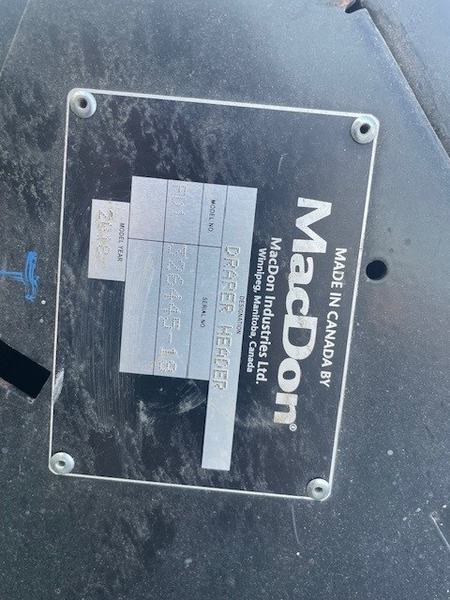 MADE IN CANADA BY
MacDon®
MacDon Industries Ltd.
Winnipeg, Manitoba, Canada
DESIGNATION
DRAPER HEADER
MODEL NO. SERIAL NO.
FD1 326445-18
MODEL YEAR
2018